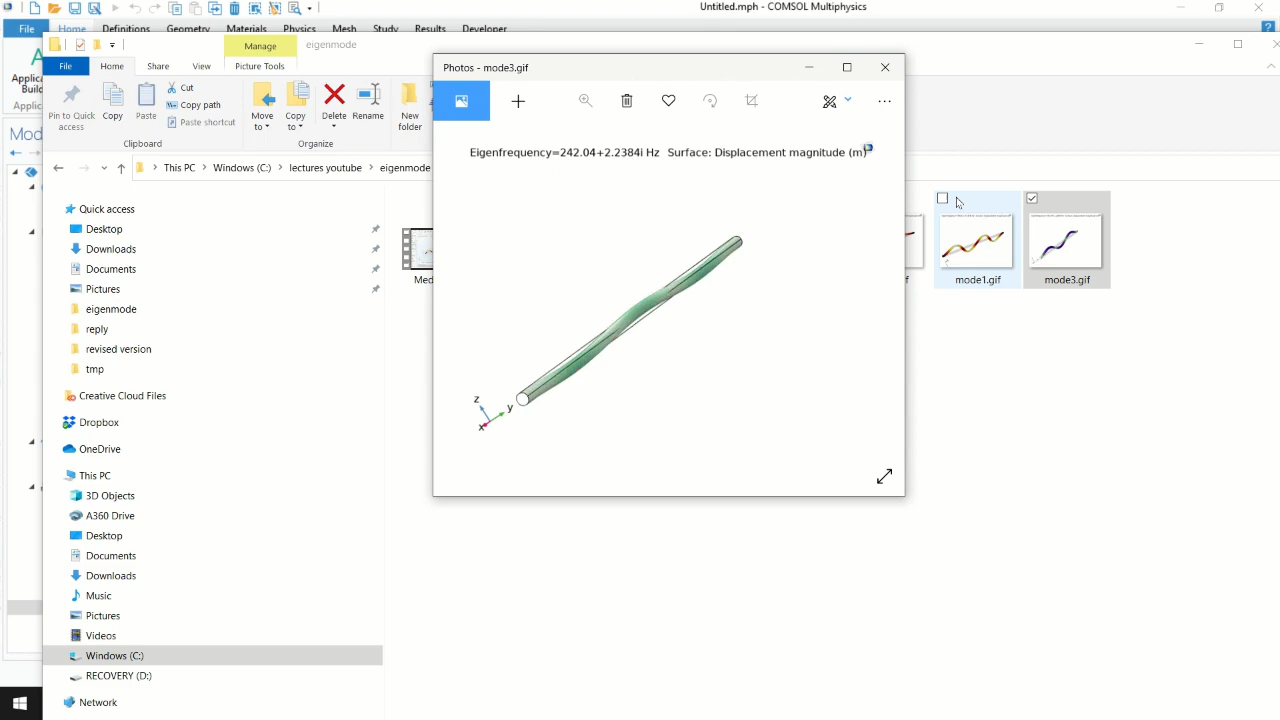 Untitled.mph - COMSOL Multiphysics
File Home Definitions Geometry Materials Physics Mesh Study Results Developer
Manage
eigenmode
File Home Share View Picture Tools
Pin to Quick access
Copy
Paste
Cut
Copy path
Paste shortcut
Move to
Copy to
Delete
Rename
New folder
Clipboard
Organize
This PC Windows (C:) lectures youtube eigenmode
Quick access
Desktop
Downloads
Documents
Pictures
eigenmode
reply
revised version
tmp
Creative Cloud Files
Dropbox
OneDrive
This PC
3D Objects
A360 Drive
Desktop
Documents
Downloads
Music
Pictures
Videos
Windows (C:)
RECOVERY (D:)
Network
Photos - mode3.gif
Eigenfrequency=242.04+2.2384i Hz Surface: Displacement magnitude (m)
z
y
x
mode1.gif
mode3.gif